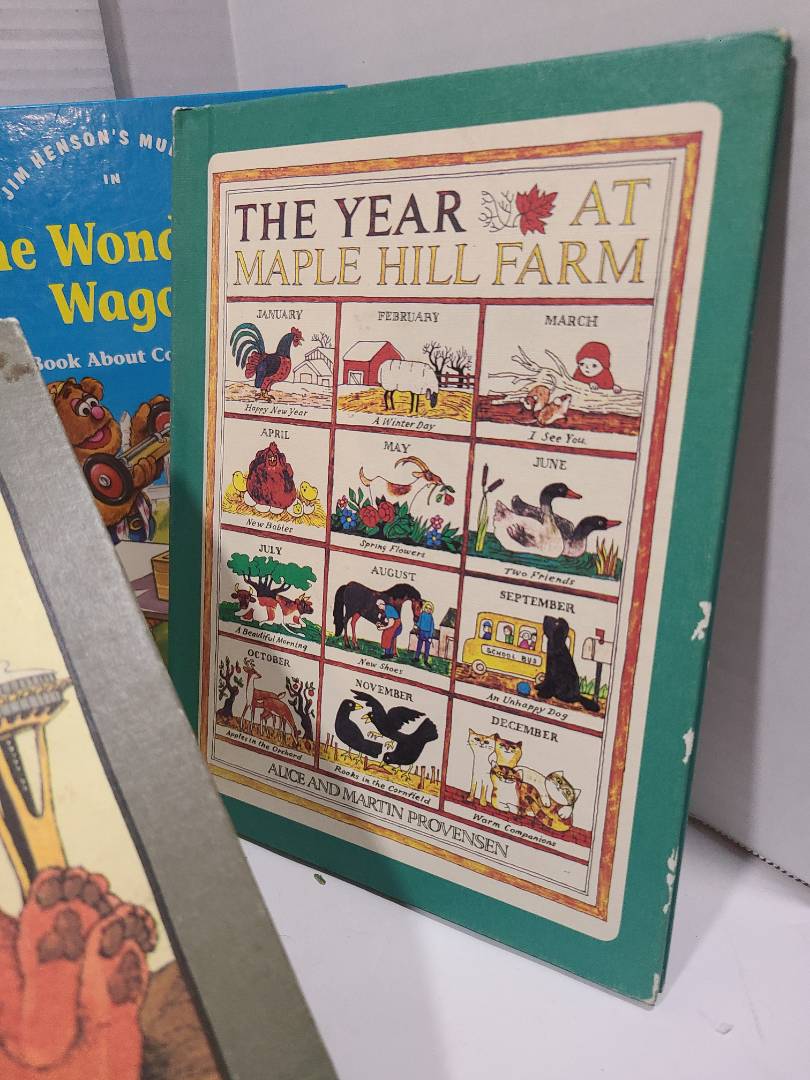 JIM HENSON'S
IN
Wond
Wago
Book About
THE YEAR AT
MAPLE HILL FARM
JANUARY
Happy New Year
FEBRUARY
A Winter Day
MARCH
I See You.
APRIL
New Babies
MAY
Spring Flowers
JUNE
Two Friends
JULY
A Beautiful Morning
AUGUST
New Shoes
SEPTEMBER
SCHOOL BUS
An Unhappy Dog
OCTOBER
Apples in the Orchard
NOVEMBER
Rooks in the Cornfield
DECEMBER
Warm Companions
ALICE AND MARTIN PROVENSEN